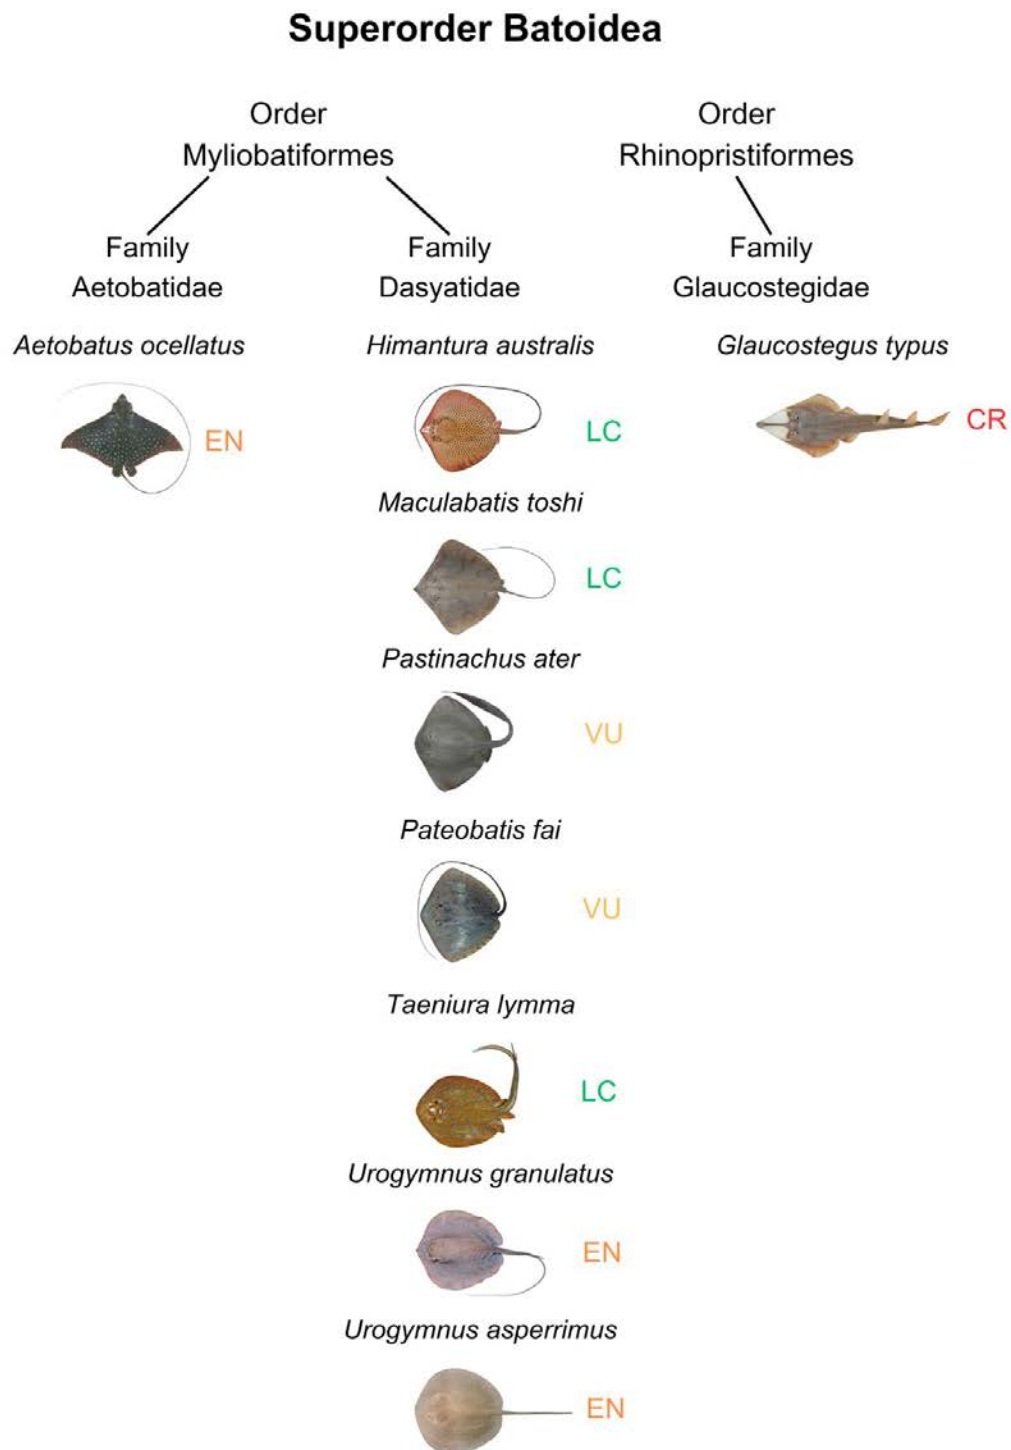 Superorder Batoidea
Order
Myliobatiformes
Order
Rhinopristiformes
Family
Aetobatidae
Family
Dasyatidae
Family
Glaucostegidae
Aetobatus ocellatus
EN
Himantura australis
LC
Maculabatis toshi
LC
Pastinachus ater
VU
Pateobatis fai
VU
Taeniura lymma
LC
Urogymnus granulatus
EN
Urogymnus asperrimus
EN
Glaucostegus typus
CR